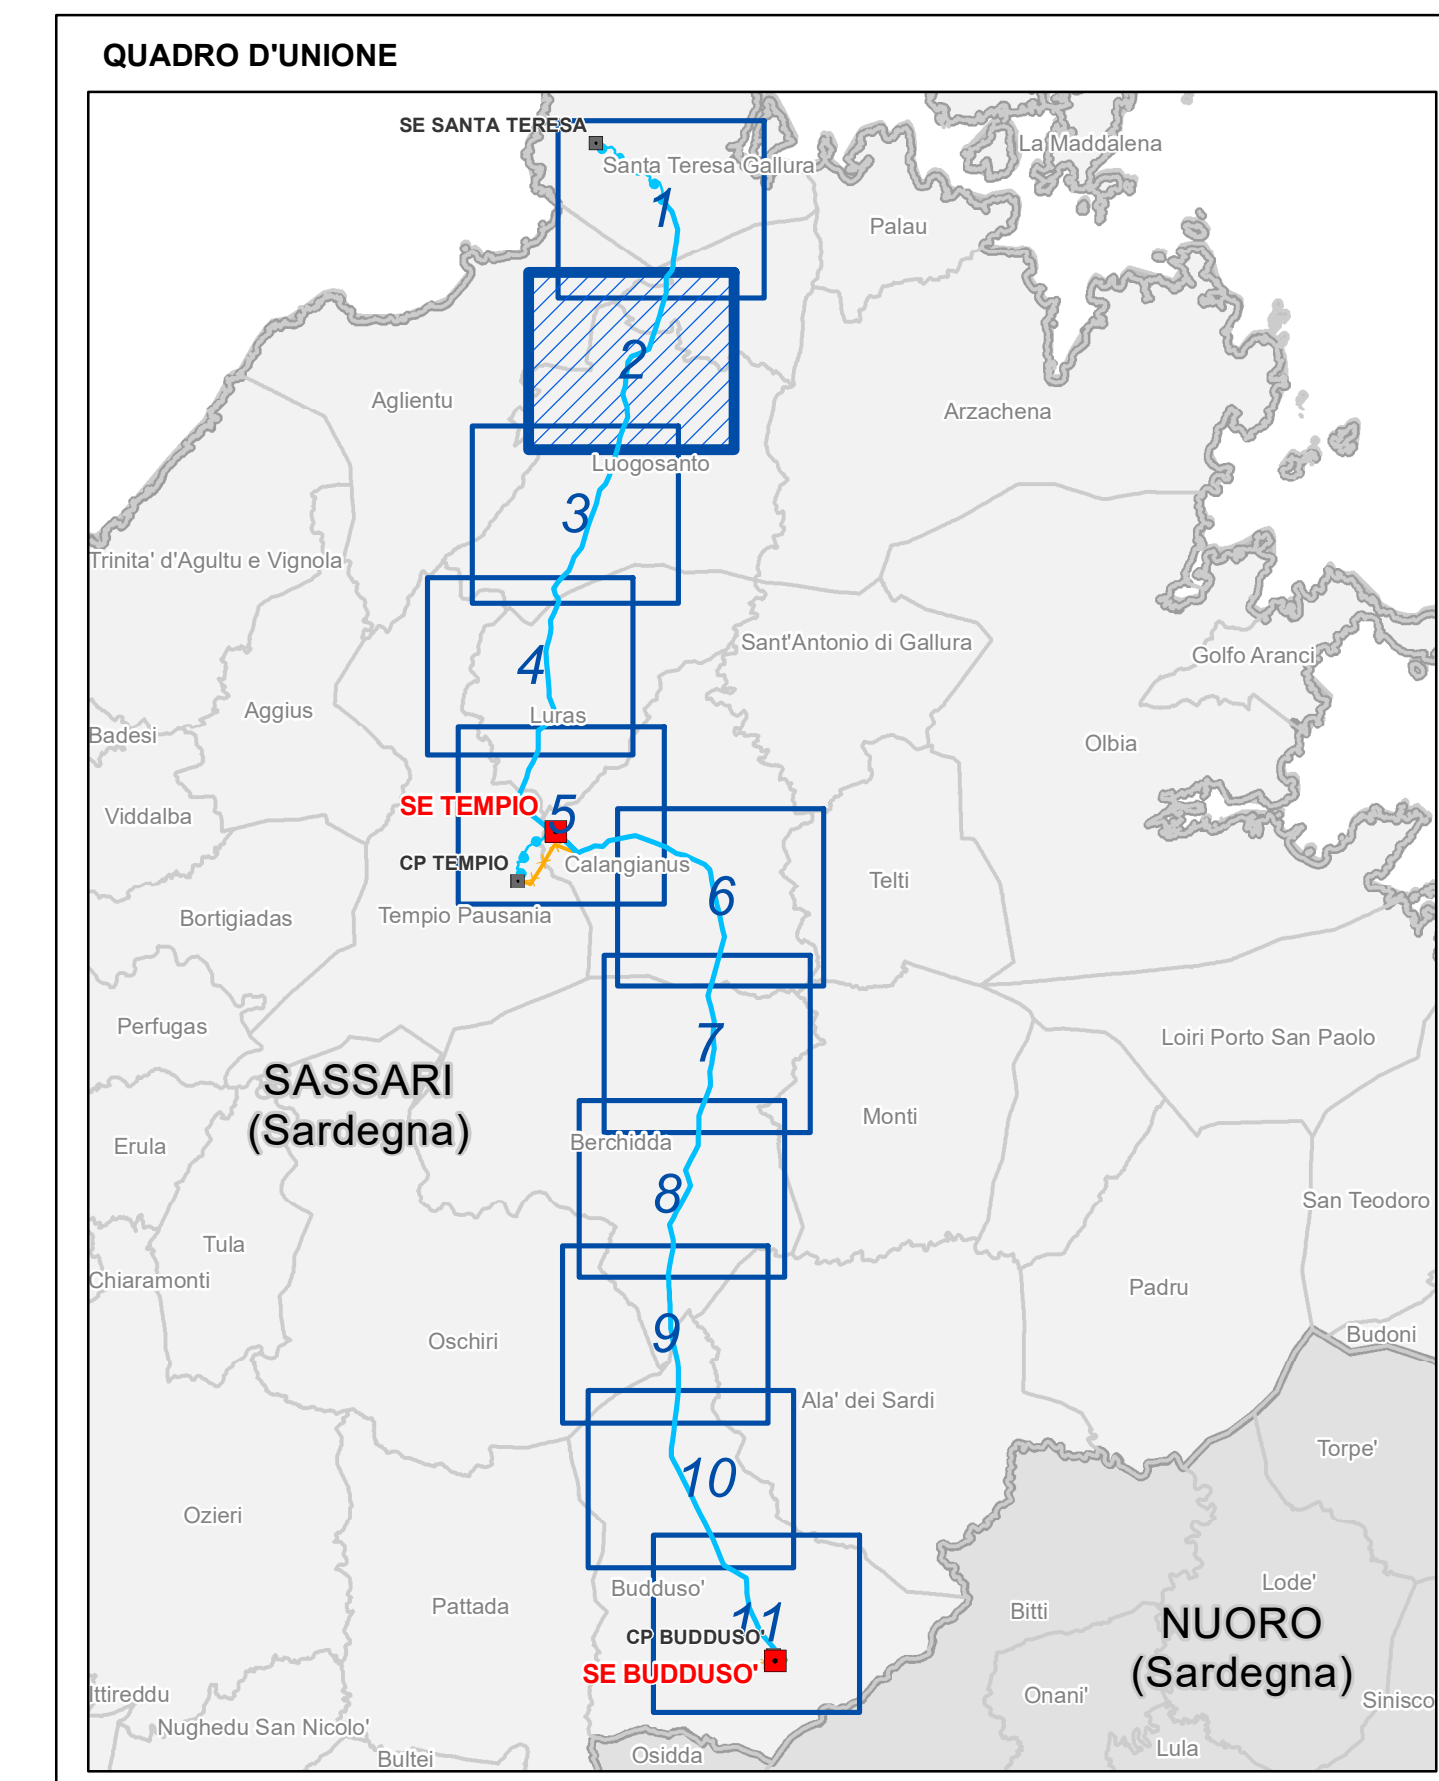 QUADRO D'UNIONE
SE SANTA TERESA
La Maddalena
Santa Teresa Gallura
1
Palau
2
Aglientu
Arzachena
Luogosanto
3
Trinita' d'Agultu e Vignola
Sant'Antonio di Gallura
Golfo Aranci
4
Aggius
Luras
Badesi
Olbia
SE TEMPIO
5
Viddalba
CP TEMPIO
Calangianus
Telti
6
Tempio Pausania
Bortigiadas
Perfugas
Loiri Porto San Paolo
7
SASSARI
(Sardegna)
Monti
Erula
Berchidda
8
San Teodoro
Tula
Chiaramonti
Padru
9
Budoni
Oschiri
Ala' dei Sardi
Torpe'
10
Ozieri
Lode'
Budduso'
Pattada
Bitti
11
NUORO
(Sardegna)
CP BUDDUSO'
SE BUDDUSO'
Ittireddu
Onani'
Sinisco
Nughedu San Nicolo'
Lula
Osidda
Bultei